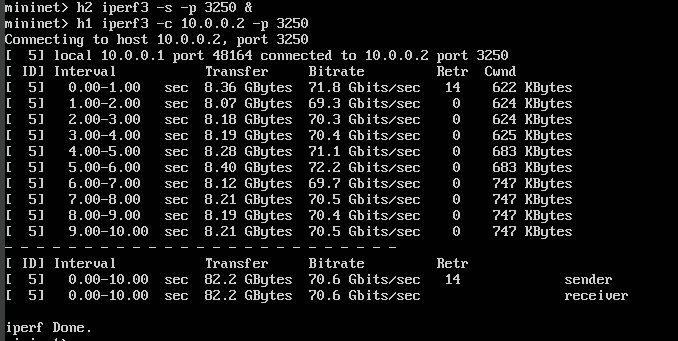 mininet> h2 iperf3 -s -p 3250 &
mininet> h1 iperf3 -c 10.0.0.2 -p 3250
Connecting to host 10.0.0.2, port 3250
[  5] local 10.0.0.1 port 48164 connected to 10.0.0.2 port 3250
[ ID] Interval           Transfer     Bitrate         Retr  Cwnd
[  5]   0.00-1.00   sec  8.36 GBytes  71.8 Gbits/sec   14    622 KBytes
[  5]   1.00-2.00   sec  8.07 GBytes  69.3 Gbits/sec    0    624 KBytes
[  5]   2.00-3.00   sec  8.18 GBytes  70.3 Gbits/sec    0    624 KBytes
[  5]   3.00-4.00   sec  8.19 GBytes  70.4 Gbits/sec    0    625 KBytes
[  5]   4.00-5.00   sec  8.28 GBytes  71.1 Gbits/sec    0    683 KBytes
[  5]   5.00-6.00   sec  8.40 GBytes  72.2 Gbits/sec    0    683 KBytes
[  5]   6.00-7.00   sec  8.12 GBytes  69.7 Gbits/sec    0    747 KBytes
[  5]   7.00-8.00   sec  8.21 GBytes  70.5 Gbits/sec    0    747 KBytes
[  5]   8.00-9.00   sec  8.19 GBytes  70.4 Gbits/sec    0    747 KBytes
[  5]   9.00-10.00  sec  8.21 GBytes  70.5 Gbits/sec    0    747 KBytes
- - - - - - - - - - - - - - - - - - - - - - - - -
[ ID] Interval           Transfer     Bitrate         Retr
[  5]   0.00-10.00  sec  82.2 GBytes  70.6 Gbits/sec   14             sender
[  5]   0.00-10.00  sec  82.2 GBytes  70.6 Gbits/sec                  receiver

iperf Done.
mininet>